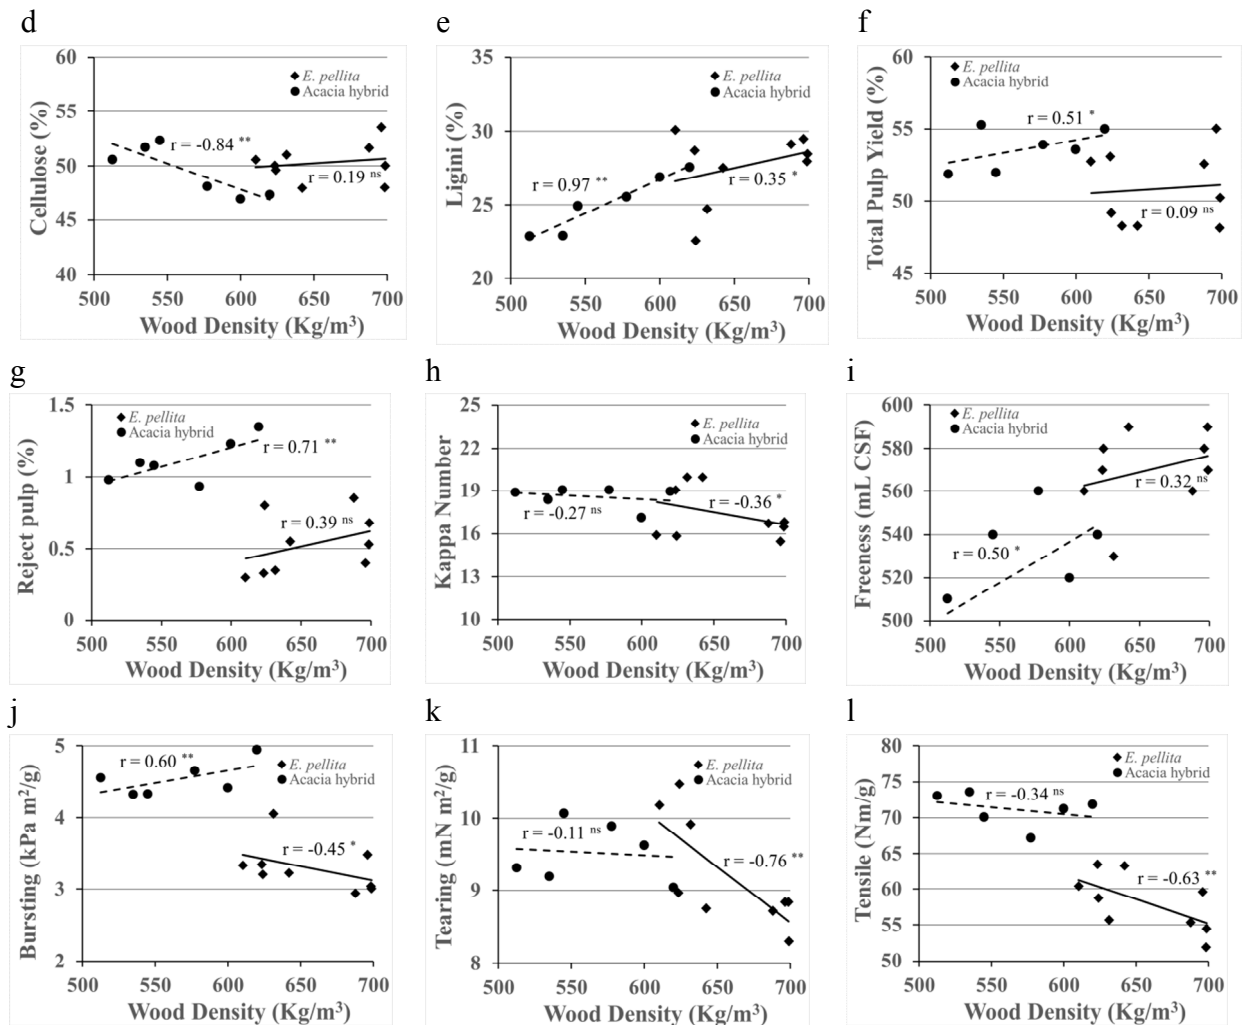 d
60
55
50
45
40
Cellulose (%)
E. pellita
Acacia hybrid
r = -0.84 **
r = 0.19 ns
500 550 600 650 700
Wood Density (Kg/m³)
e
35
30
25
20
Ligini (%)
E. pellita
Acacia hybrid
r = 0.97 **
r = 0.35 *
500 550 600 650 700
Wood Density (Kg/m³)
f
60
55
50
45
Total Pulp Yield (%)
E. pellita
Acacia hybrid
r = 0.51 *
r = 0.09 ns
500 550 600 650 700
Wood Density (Kg/m³)
g
1.5
1
0.5
0
Reject pulp (%)
E. pellita
Acacia hybrid
r = 0.71 **
r = 0.39 ns
500 550 600 650 700
Wood Density (Kg/m³)
h
25
22
19
16
13
10
Kappa Number
E. pellita
Acacia hybrid
r = -0.27 ns
r = -0.36 *
500 550 600 650 700
Wood Density (Kg/m³)
i
600
580
560
540
520
500
Freeness (mL CSF)
E. pellita
Acacia hybrid
r = 0.32 ns
r = 0.50 *
500 550 600 650 700
Wood Density (Kg/m³)
j
5
4
3
2
Bursting (kPa m²/g)
E. pellita
Acacia hybrid
r = 0.60 **
r = -0.45 *
500 550 600 650 700
Wood Density (Kg/m³)
k
11
10
9
8
Tearing (mN m²/g)
E. pellita
Acacia hybrid
r = -0.11 ns
r = -0.76 **
500 550 600 650 700
Wood Density (Kg/m³)
l
80
75
70
65
60
55
50
Tensile (Nm/g)
E. pellita
Acacia hybrid
r = -0.34 ns
r = -0.63 **
500 550 600 650 700
Wood Density (Kg/m³)